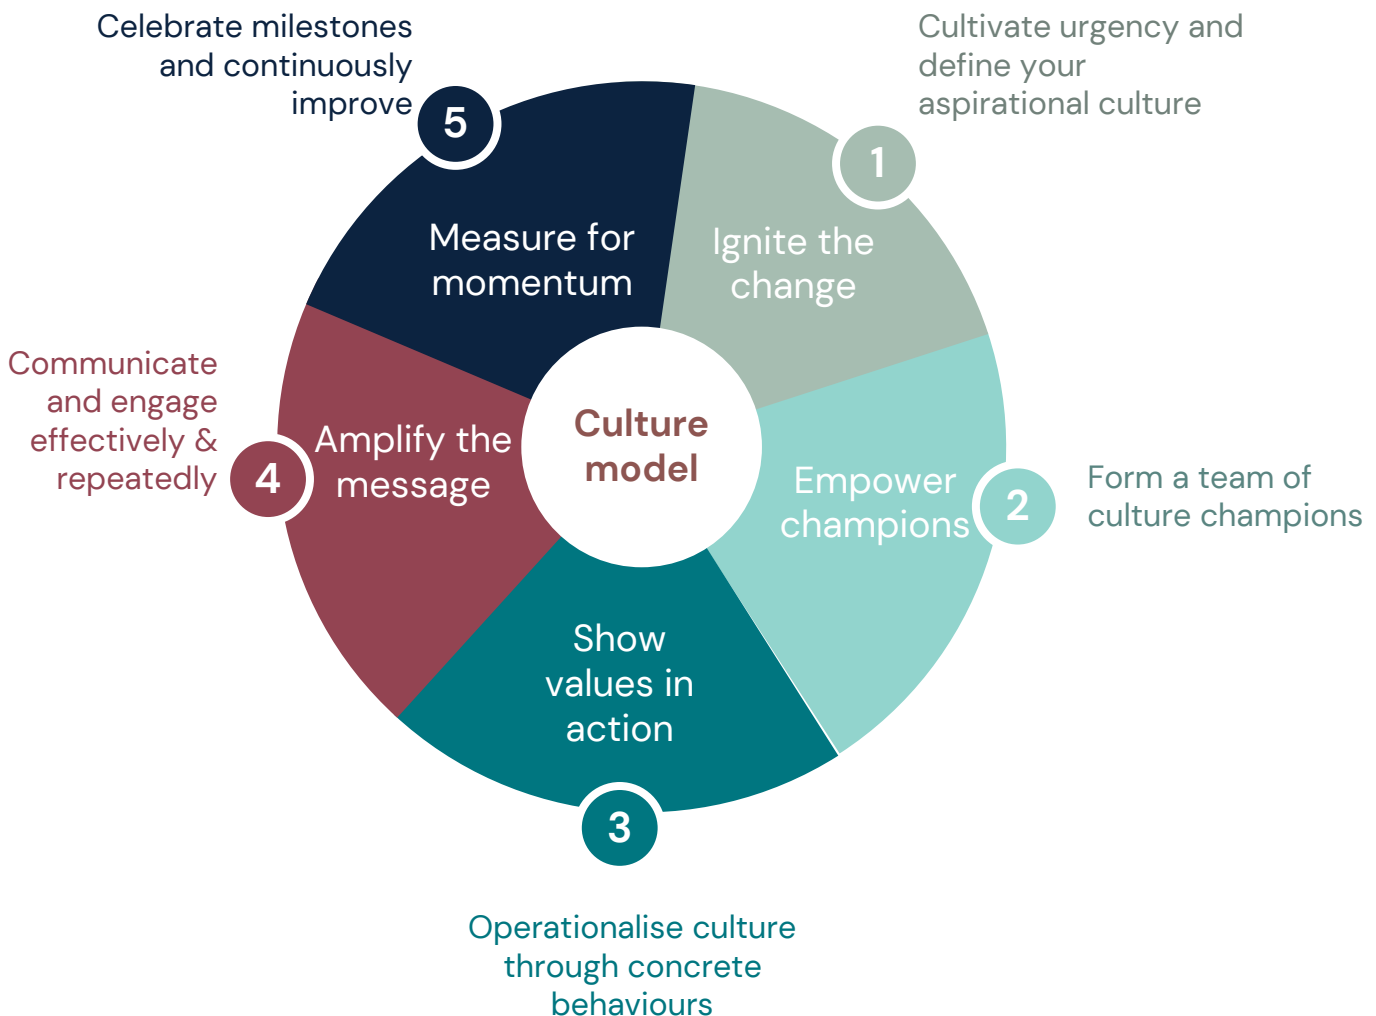 Culture
model
1
Cultivate urgency and
define your
aspirational culture
Ignite the
change
2
Form a team of
culture champions
Empower
champions
3
Show
values in
action
Operationalise culture
through concrete
behaviours
4
Communicate
and engage
effectively &
repeatedly
Amplify the
message
5
Celebrate milestones
and continuously
improve
Measure for
momentum